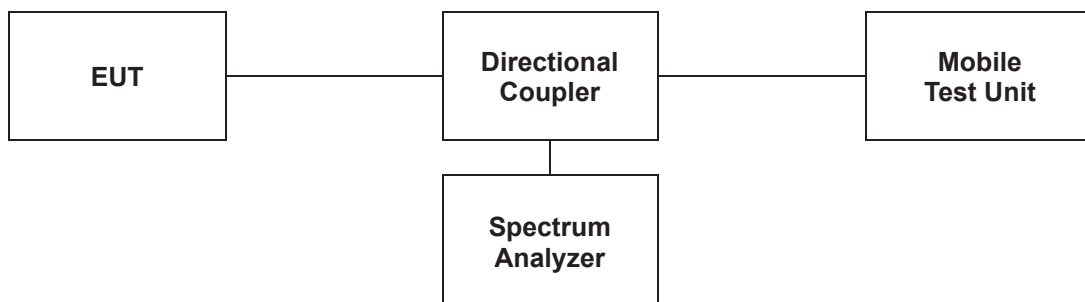 EUT
Directional
Coupler
Mobile
Test Unit
Spectrum
Analyzer